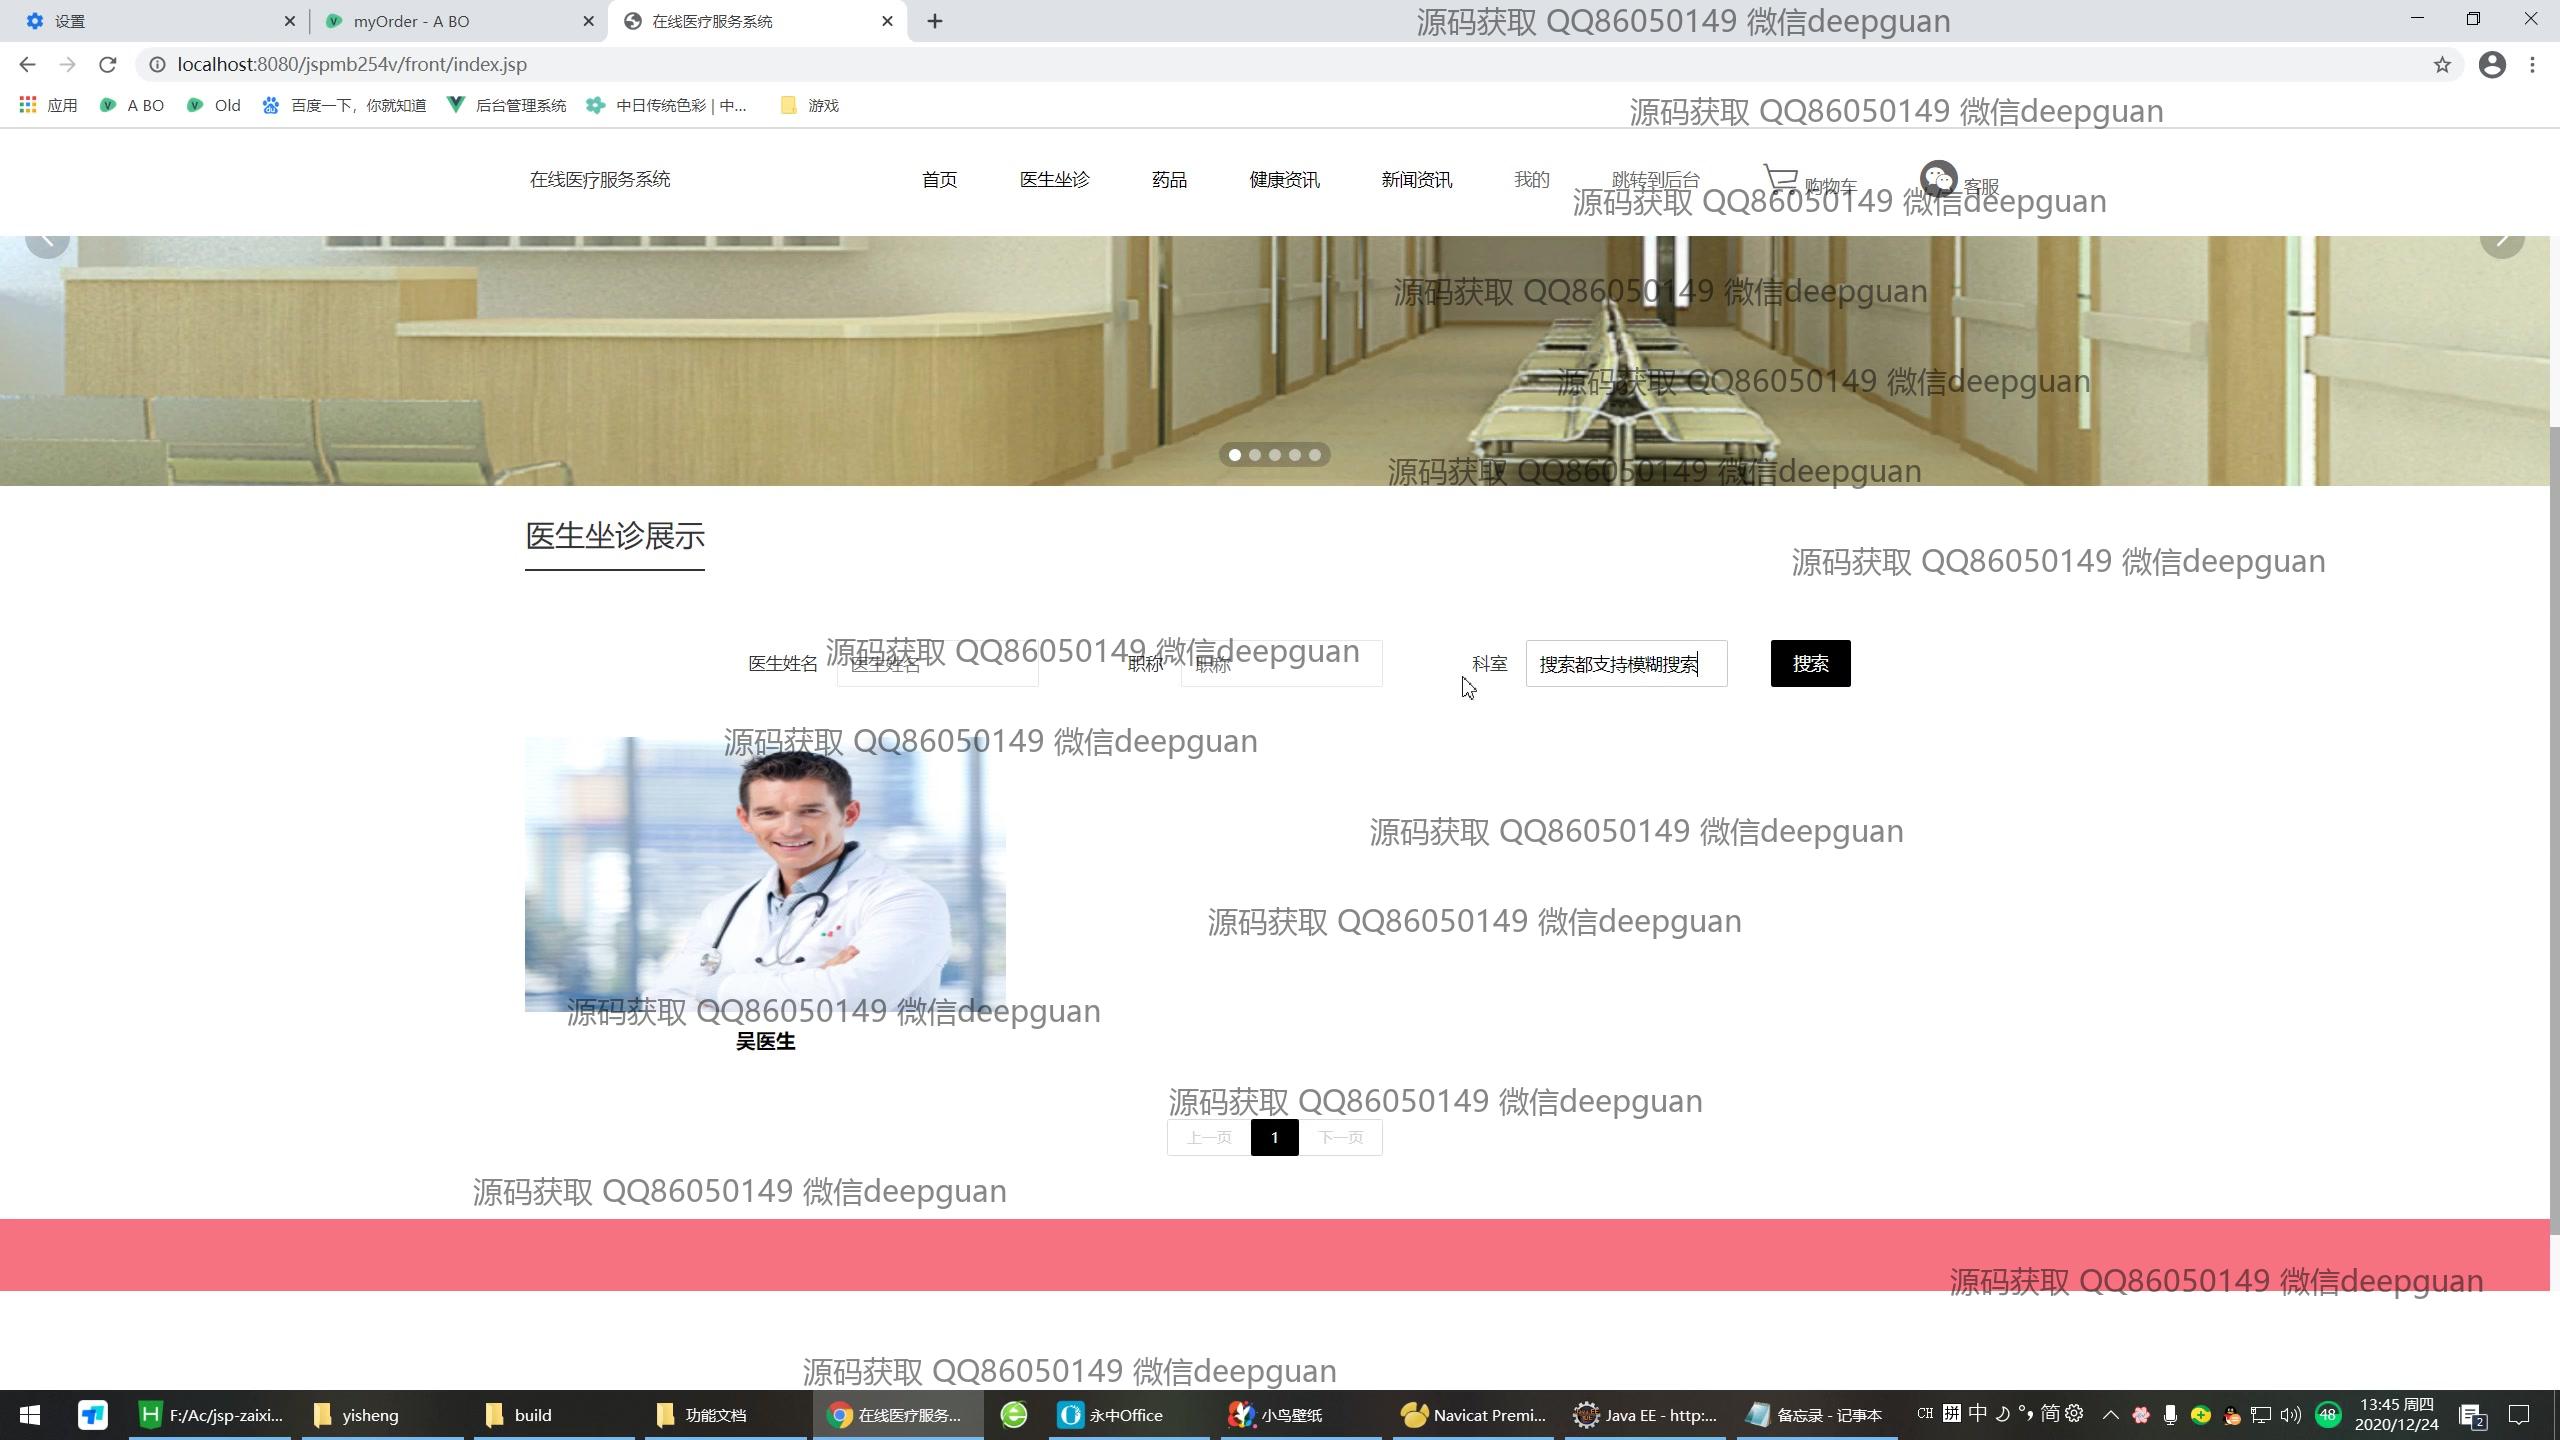 设置
myOrder - A BO
在线医疗服务系统
源码获取 QQ86050149 微信deepguan
localhost:8080/jspmb254v/front/index.jsp
应用
A BO
Old
百度一下，你就知道
后台管理系统
中日传统色彩 | 中...
游戏
源码获取 QQ86050149 微信deepguan
在线医疗服务系统
首页
医生坐诊
药品
健康资讯
新闻资讯
我的
跳转到后台
购物车
客服
源码获取 QQ86050149 微信deepguan
源码获取 QQ86050149 微信deepguan
源码获取 QQ86050149 微信deepguan
源码获取 QQ86050149 微信deepguan
医生坐诊展示
源码获取 QQ86050149 微信deepguan
源码获取 QQ86050149 微信deepguan
医生姓名
医生姓名
职称
职称
科室
搜索都支持模糊搜索
搜索
源码获取 QQ86050149 微信deepguan
源码获取 QQ86050149 微信deepguan
源码获取 QQ86050149 微信deepguan
源码获取 QQ86050149 微信deepguan
吴医生
源码获取 QQ86050149 微信deepguan
上一页
1
下一页
源码获取 QQ86050149 微信deepguan
源码获取 QQ86050149 微信deepguan
源码获取 QQ86050149 微信deepguan
F:/Ac/jsp-zaixi...
yisheng
build
功能文档
在线医疗服务...
永中Office
小鸟壁纸
Navicat Premi...
Java EE - http:...
备忘录 - 记事本
CH
拼
中
简
48
13:45 周四
2020/12/24
2